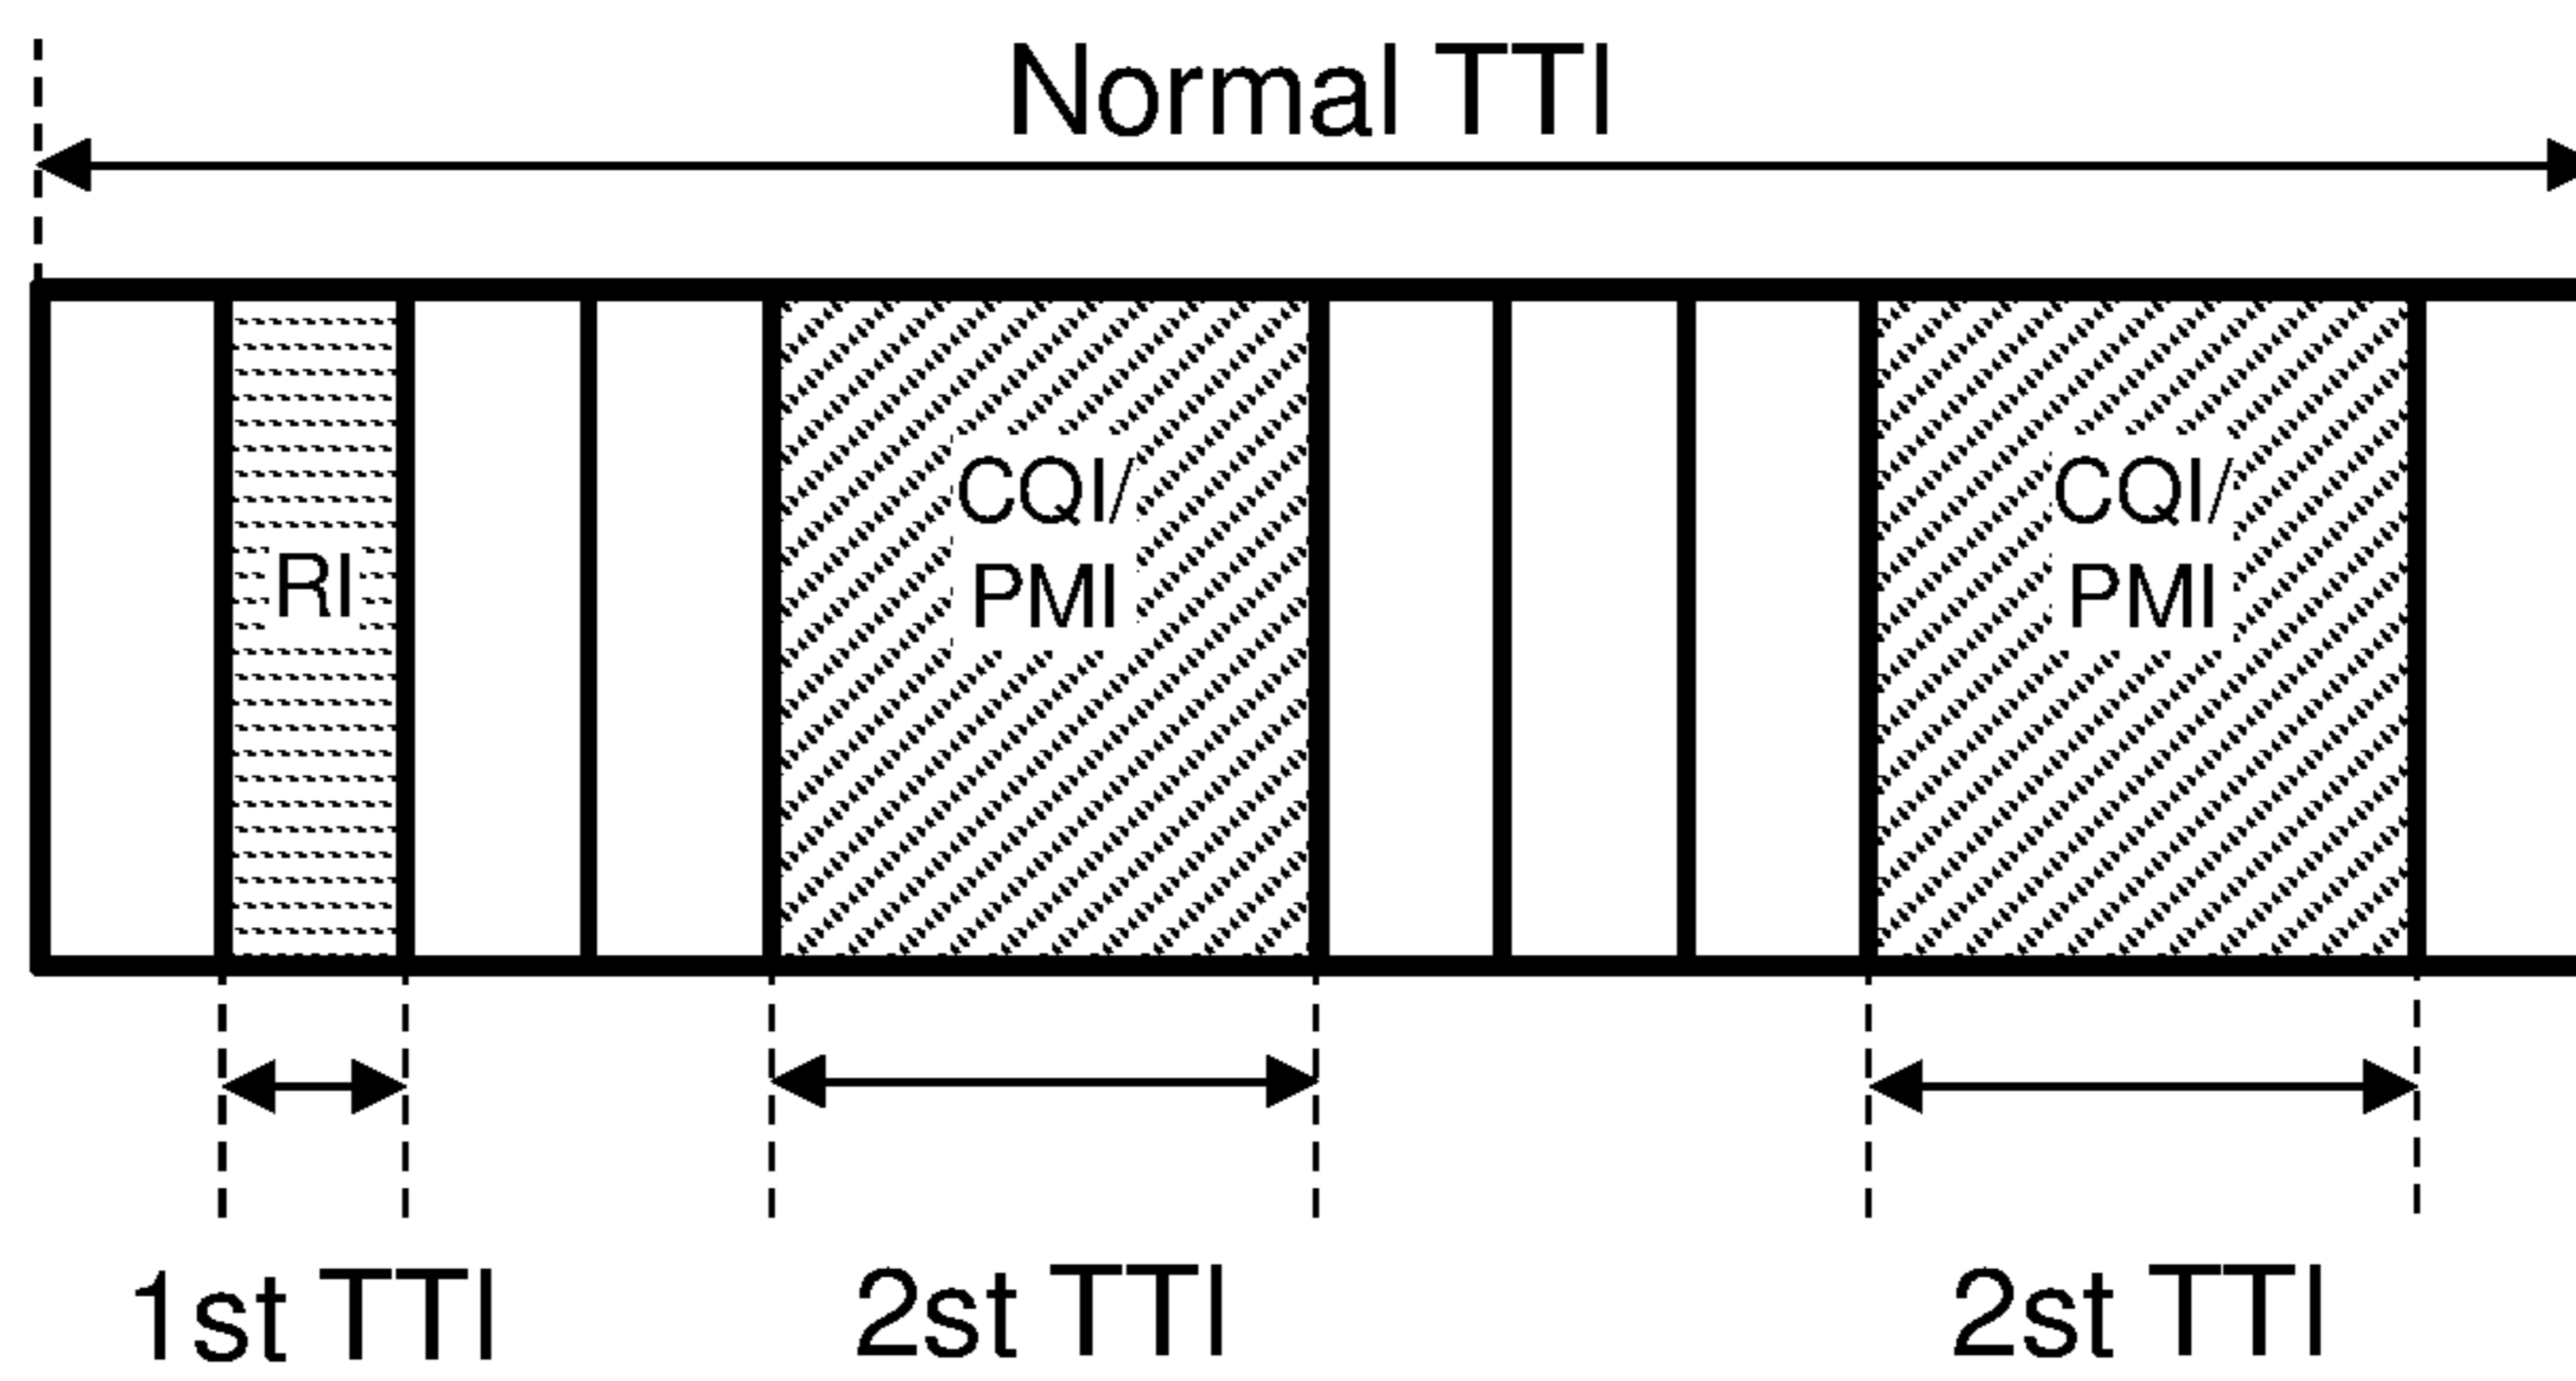 Normal TTI
RI
CQI/
PMI
CQI/
PMI
1st TTI
2st TTI
2st TTI